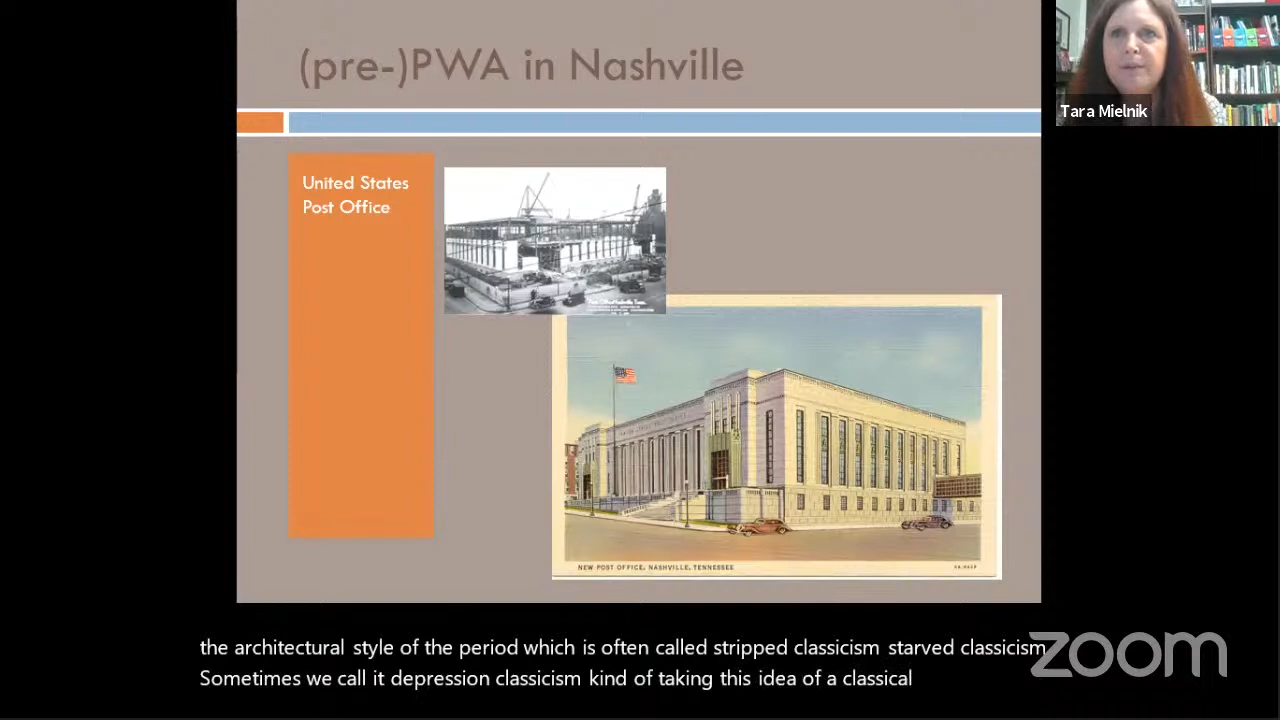 (pre-)PWA in Nashville
Tara Mielnik
United States
Post Office
NEW POST OFFICE, NASHVILLE, TENNESSEE
the architectural style of the period which is often called stripped classicism starved classicism
Sometimes we call it depression classicism kind of taking this idea of a classical
zoom